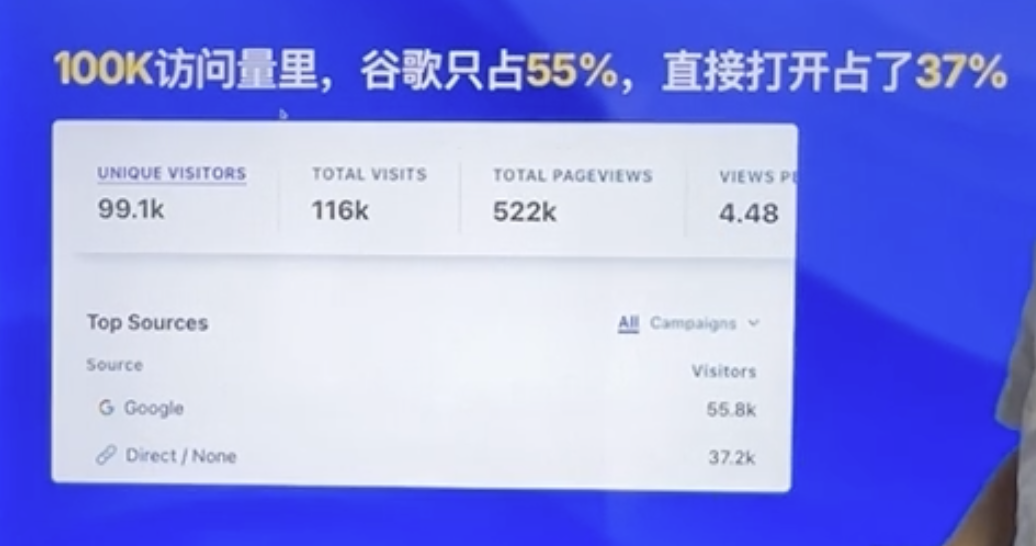 100K访问量里，谷歌只占55%，直接打开占了37%
UNIQUE VISITORS TOTAL VISITS TOTAL PAGEVIEWS VIEWS
99.1k 116k 522k 4.48
Top Sources All Campaigns
Source Visitors
Google 55.8k
Direct / None 37.2k